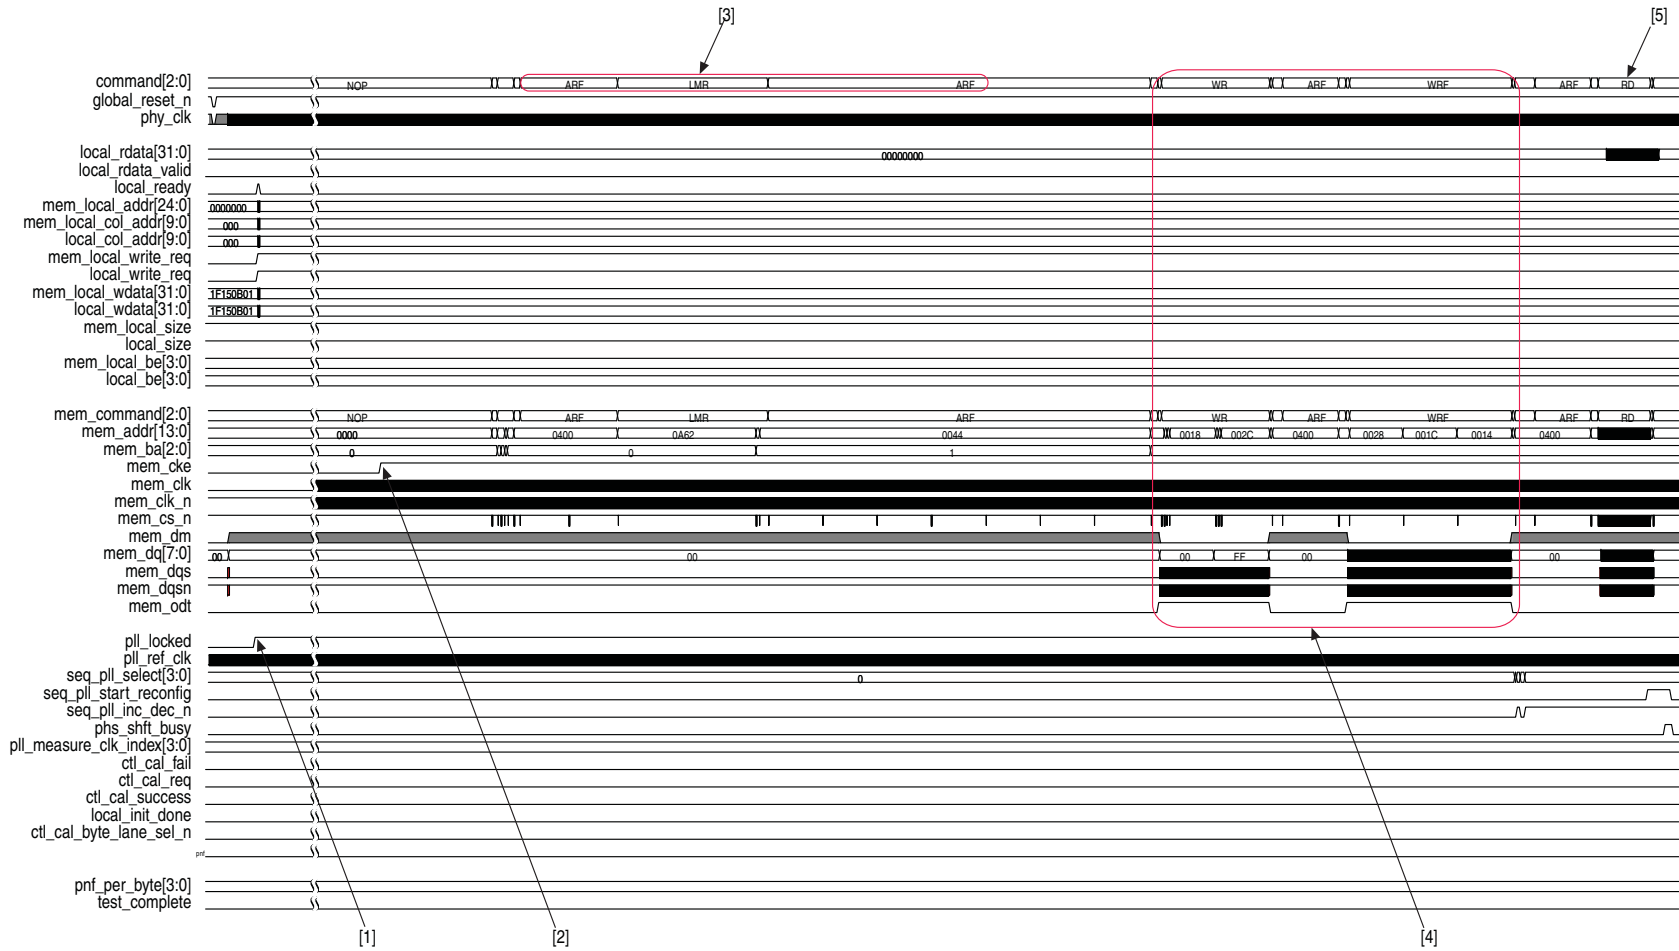 [3] [5]
command[2:0] NOP ARF LMR ARF WR ARF WRF ARF RD
global_reset_n
phy_clk
local_rdata[31:0] 00000000
local_rdata_valid
local_ready
mem_local_addr[24:0] 0000000
mem_local_col_addr[9:0] 000
local_col_addr[9:0] 000
mem_local_write_req
local_write_req
mem_local_wdata[31:0] 1F150B01
local_wdata[31:0] 1F150B01
mem_local_size
local_size
mem_local_be[3:0]
local_be[3:0]
mem_command[2:0] NOP ARF LMR ARF WR ARF WRF ARF RD
mem_addr[13:0] 0000 0400 0A62 0044 0018 002C 0400 0028 001C 0014 0400
mem_ba[2:0] 0 0 1
mem_cke
mem_clk
mem_clk_n
mem_cs_n
mem_dm
mem_dq[7:0] 00 00 00 FF 00 00
mem_dqs
mem_dqsn
mem_odt
pll_locked
pll_ref_clk
seq_pll_select[3:0] 0
seq_pll_start_reconfig
seq_pll_inc_dec_n
phs_shft_busy
pll_measure_clk_index[3:0]
ctl_cal_fail
ctl_cal_req
ctl_cal_success
local_init_done
ctl_cal_byte_lane_sel_n
pnf
pnf_per_byte[3:0]
test_complete
[1] [2] [4]